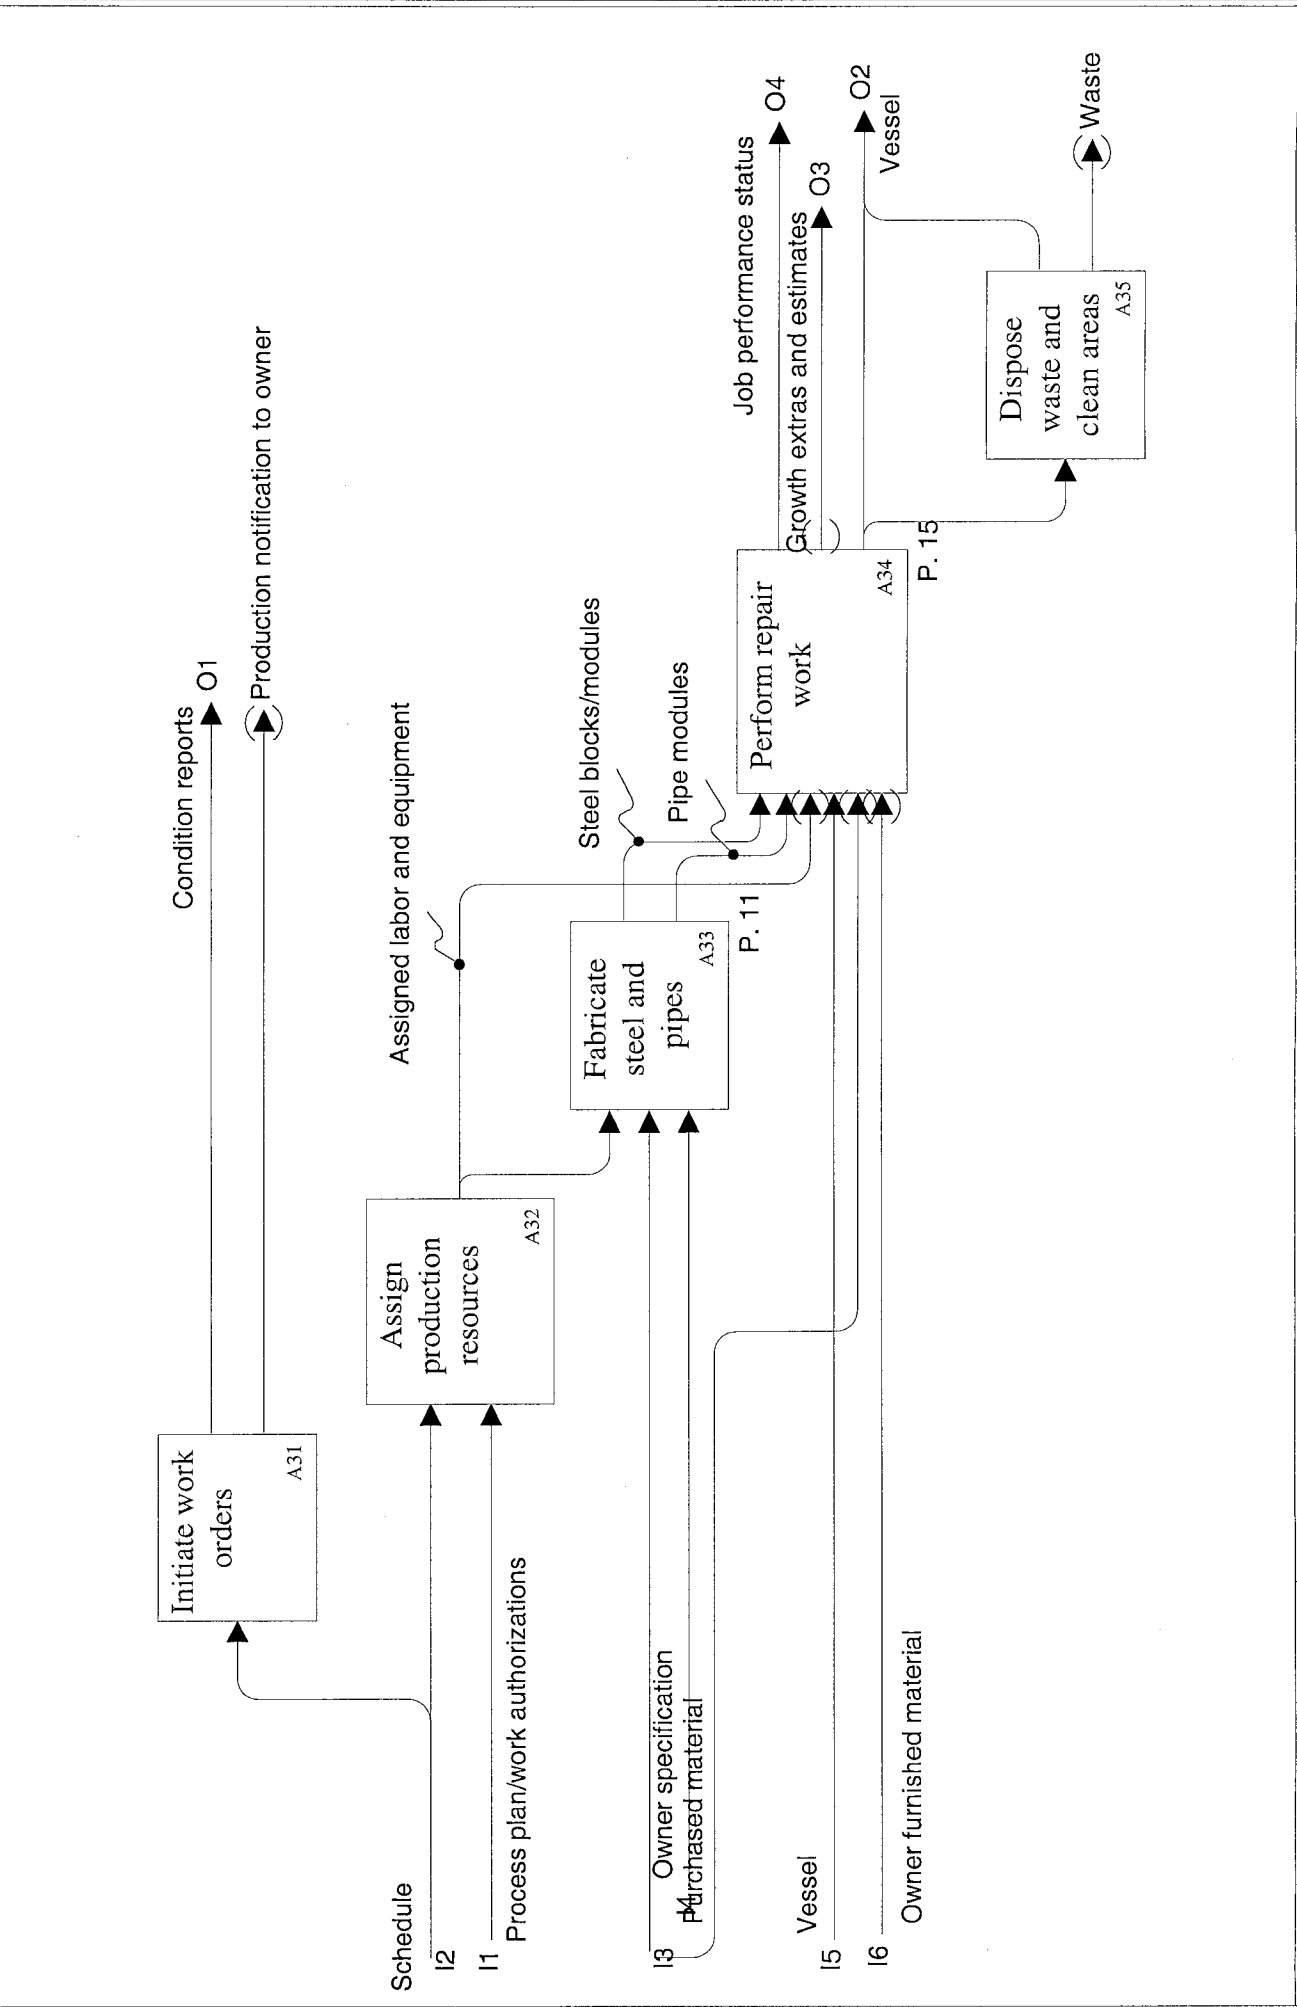 Condition reports
O1
Production notification to owner
Initiate work
orders
A31
Schedule
I2
I1
Process plan/work authorizations
Assign
production
resources
A32
Assigned labor and equipment
Fabricate
steel and
pipes
A33
P. 11
Steel blocks/modules
Pipe modules
I3
Owner specification
I4
Purchased material
Vessel
I5
I6
Owner furnished material
Perform repair
work
A34
P. 15
Job performance status
O4
Growth extras and estimates
O3
O2
Vessel
Dispose
waste and
clean areas
A35
Waste